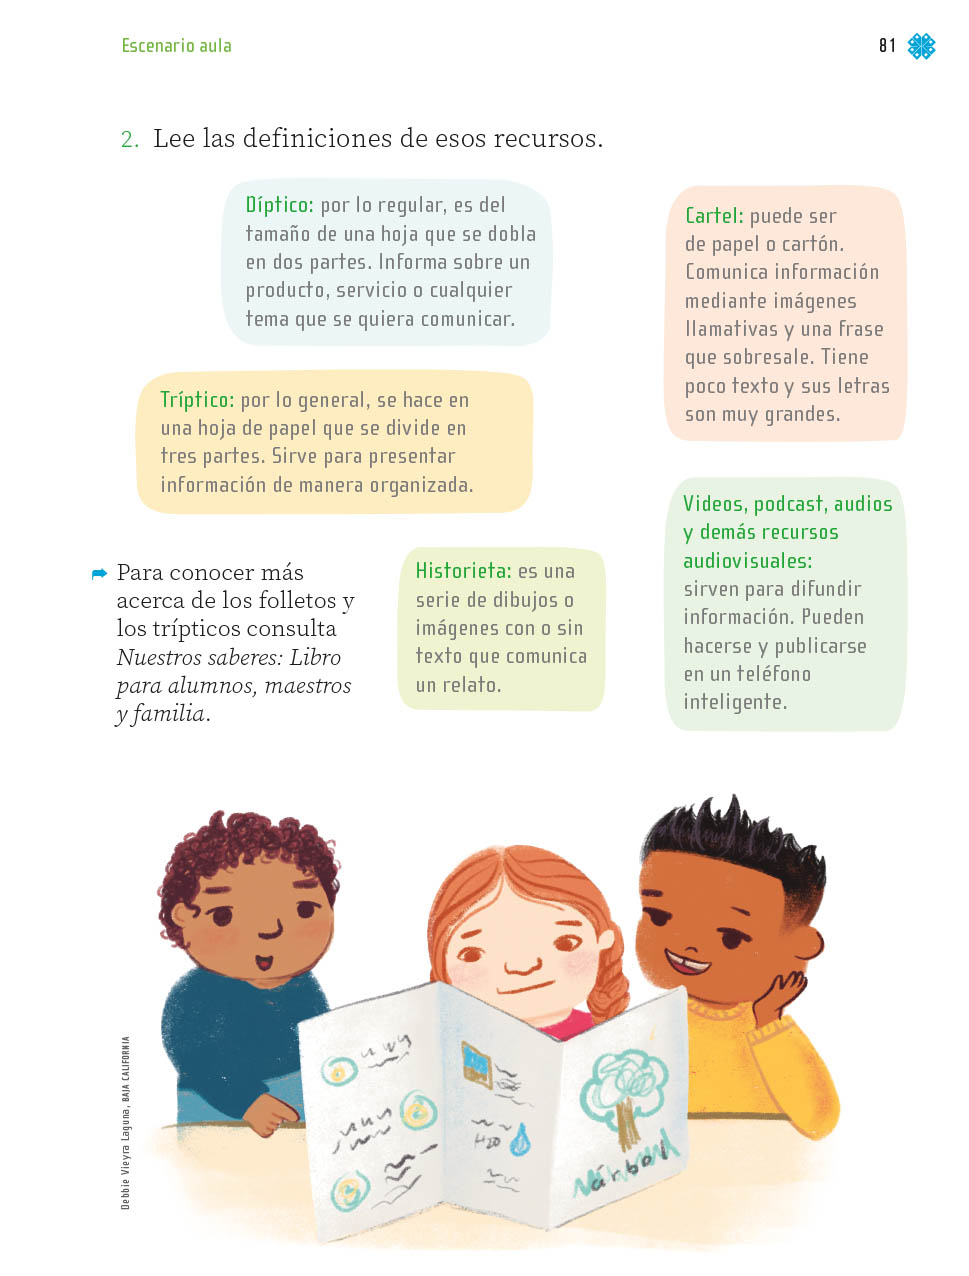 Escenario aula
81
2. Lee las definiciones de esos recursos.
Díptico: por lo regular, es del
tamaño de una hoja que se dobla
en dos partes. Informa sobre un
producto, servicio o cualquier
tema que se quiera comunicar.
Cartel: puede ser
de papel o cartón.
Comunica información
mediante imágenes
llamativas y una frase
que sobresale. Tiene
poco texto y sus letras
son muy grandes.
Tríptico: por lo general, se hace en
una hoja de papel que se divide en
tres partes. Sirve para presentar
información de manera organizada.
Videos, podcast, audios
y demás recursos
audiovisuales:
sirven para difundir
información. Pueden
hacerse y publicarse
en un teléfono
inteligente.
Historieta: es una
serie de dibujos o
imágenes con o sin
texto que comunica
un relato.
Para conocer más
acerca de los folletos y
los trípticos consulta
Nuestros saberes: Libro
para alumnos, maestros
y familia.
H2O
árbol
Debbie Vieyra Laguna, BAJA CALIFORNIA